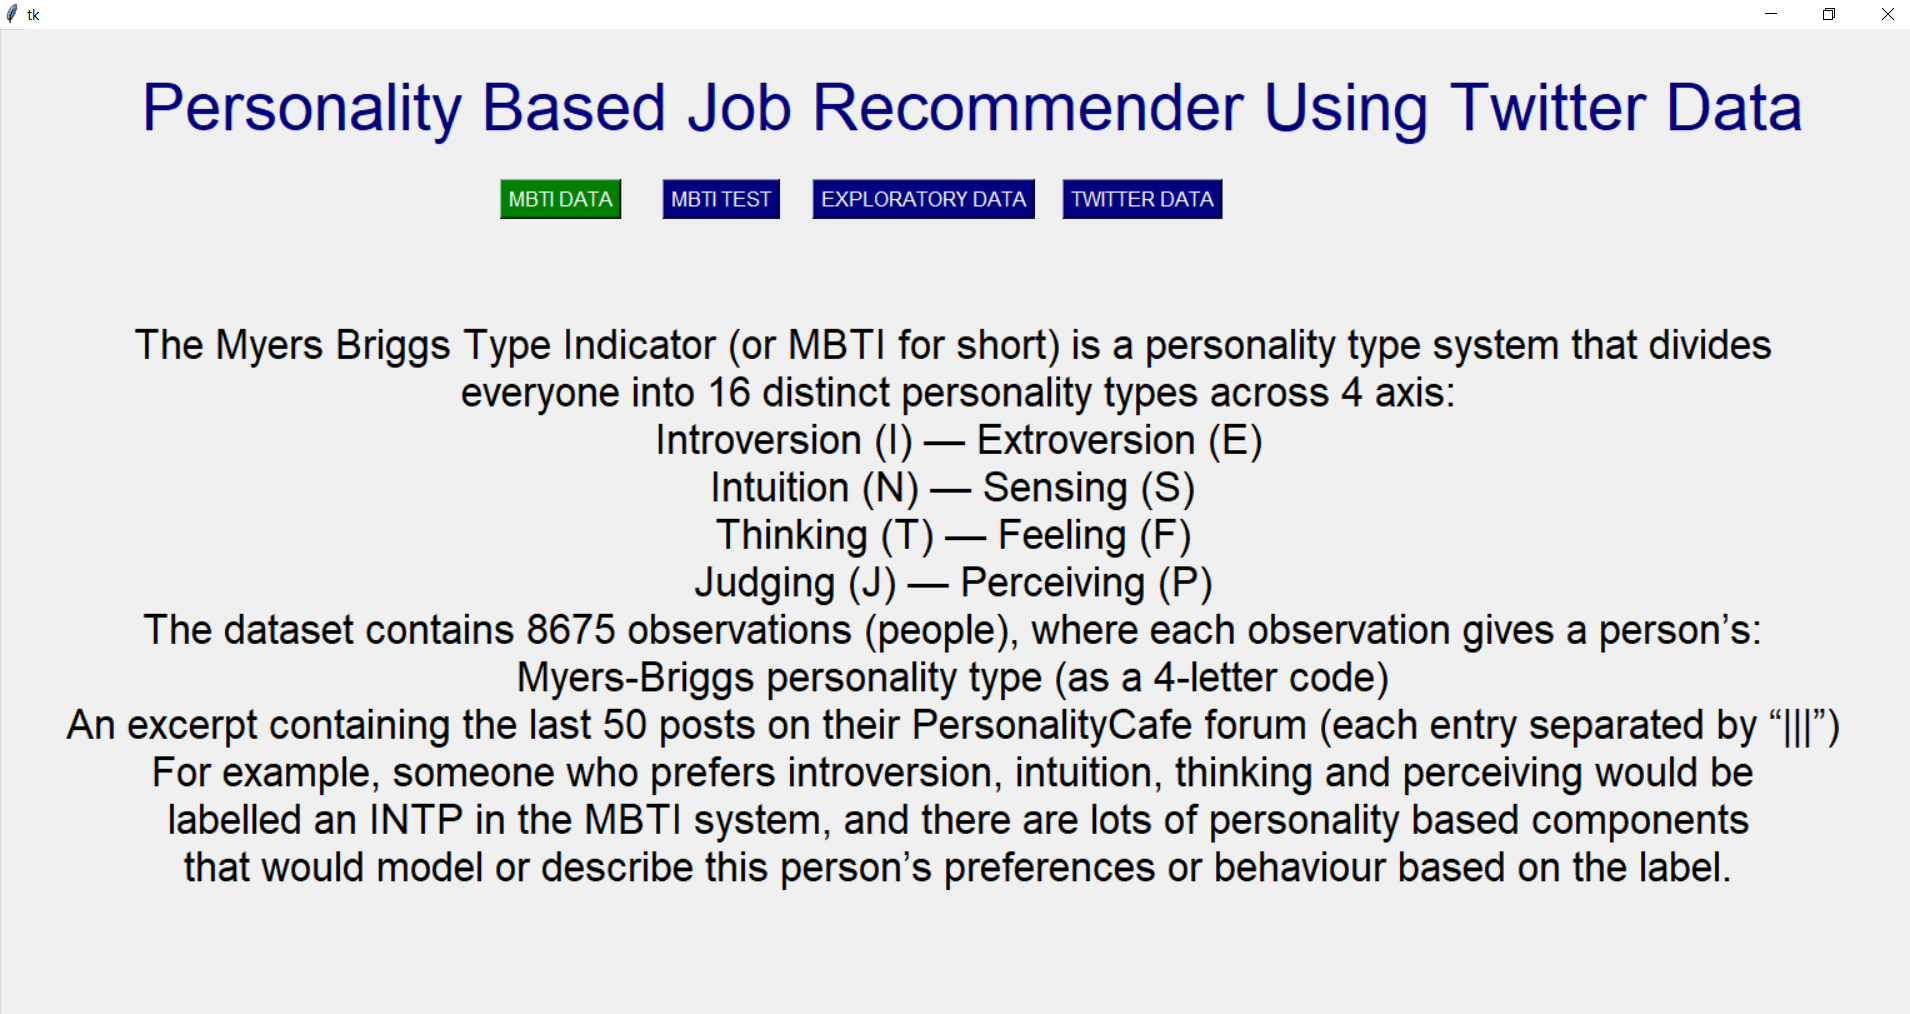 tk
Personality Based Job Recommender Using Twitter Data
MBTI DATA
MBTI TEST
EXPLORATORY DATA
TWITTER DATA
The Myers Briggs Type Indicator (or MBTI for short) is a personality type system that divides
everyone into 16 distinct personality types across 4 axis:
Introversion (I) — Extroversion (E)
Intuition (N) — Sensing (S)
Thinking (T) — Feeling (F)
Judging (J) — Perceiving (P)
The dataset contains 8675 observations (people), where each observation gives a person’s:
Myers-Briggs personality type (as a 4-letter code)
An excerpt containing the last 50 posts on their PersonalityCafe forum (each entry separated by “|||”)
For example, someone who prefers introversion, intuition, thinking and perceiving would be
labelled an INTP in the MBTI system, and there are lots of personality based components
that would model or describe this person’s preferences or behaviour based on the label.